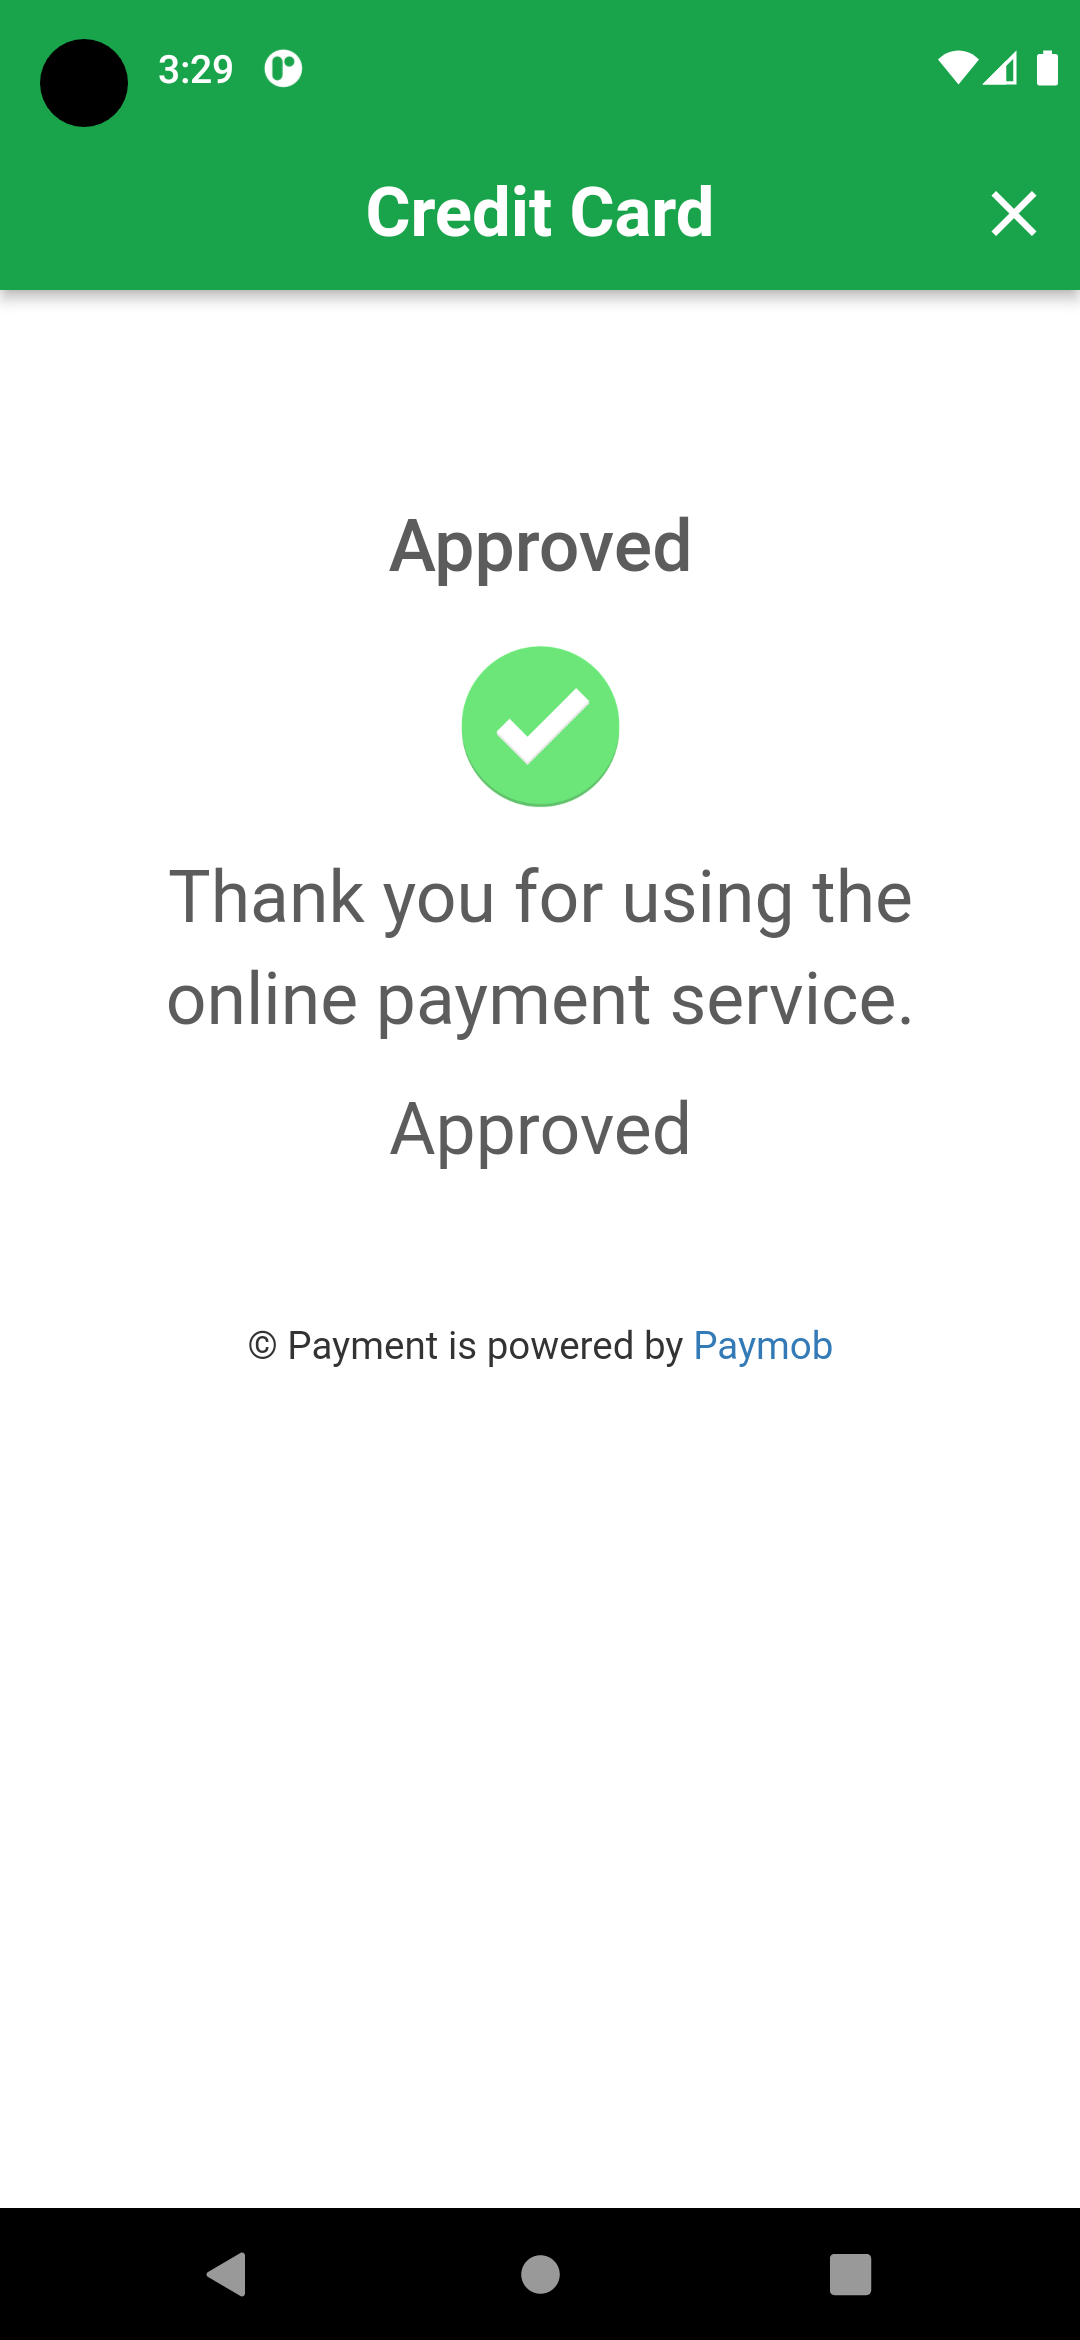 3:29
Credit Card
Approved
Thank you for using the
online payment service.
Approved
© Payment is powered by Paymob